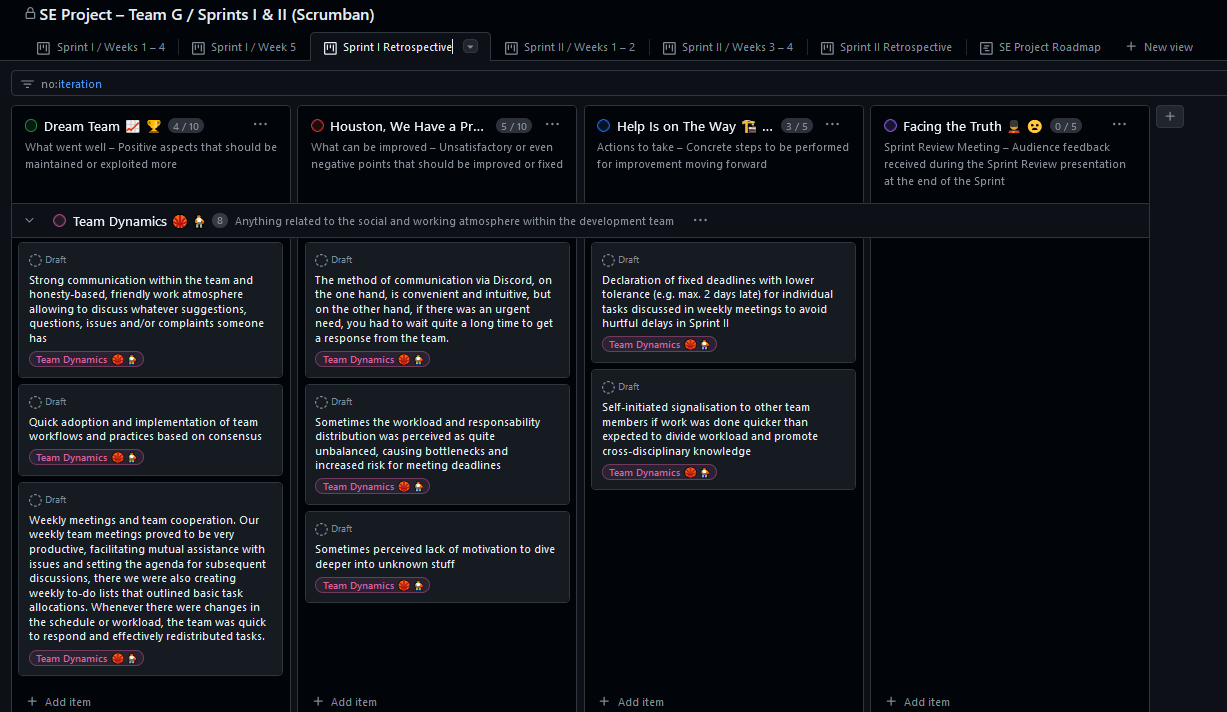 SE Project – Team G / Sprints I & II (Scrumban)
Sprint I / Weeks 1 – 4
Sprint I / Week 5
Sprint I Retrospective
Sprint II / Weeks 1 – 2
Sprint II / Weeks 3 – 4
Sprint II Retrospective
SE Project Roadmap
New view
no:iteration
Dream Team 📈 🏆 4 / 10
What went well – Positive aspects that should be
maintained or exploited more
Houston, We Have a Pr... 5 / 10
What can be improved – Unsatisfactory or even
negative points that should be improved or fixed
Help Is on The Way 🏗️ ... 3 / 5
Actions to take – Concrete steps to be performed
for improvement moving forward
Facing the Truth 0 / 5
Sprint Review Meeting – Audience feedback
received during the Sprint Review presentation
at the end of the Sprint
Team Dynamics 8 Anything related to the social and working atmosphere within the development team
Draft
Strong communication within the team and
honesty-based, friendly work atmosphere
allowing to discuss whatever suggestions,
questions, issues and/or complaints someone
has
Team Dynamics
Draft
Quick adoption and implementation of team
workflows and practices based on consensus
Team Dynamics
Draft
Weekly meetings and team cooperation. Our
weekly team meetings proved to be very
productive, facilitating mutual assistance with
issues and setting the agenda for subsequent
discussions, there we were also creating
weekly to-do lists that outlined basic task
allocations. Whenever there were changes in
the schedule or workload, the team was quick
to respond and effectively redistributed tasks.
Team Dynamics
Add item
Draft
The method of communication via Discord, on
the one hand, is convenient and intuitive, but
on the other hand, if there was an urgent
need, you had to wait quite a long time to get
a response from the team.
Team Dynamics
Draft
Sometimes the workload and responsability
distribution was perceived as quite
unbalanced, causing bottlenecks and
increased risk for meeting deadlines
Team Dynamics
Draft
Sometimes perceived lack of motivation to dive
deeper into unknown stuff
Team Dynamics
Add item
Draft
Declaration of fixed deadlines with lower
tolerance (e.g. max. 2 days late) for individual
tasks discussed in weekly meetings to avoid
hurtful delays in Sprint II
Team Dynamics
Draft
Self-initiated signalisation to other team
members if work was done quicker than
expected to divide workload and promote
cross-disciplinary knowledge
Team Dynamics
Add item
Add item